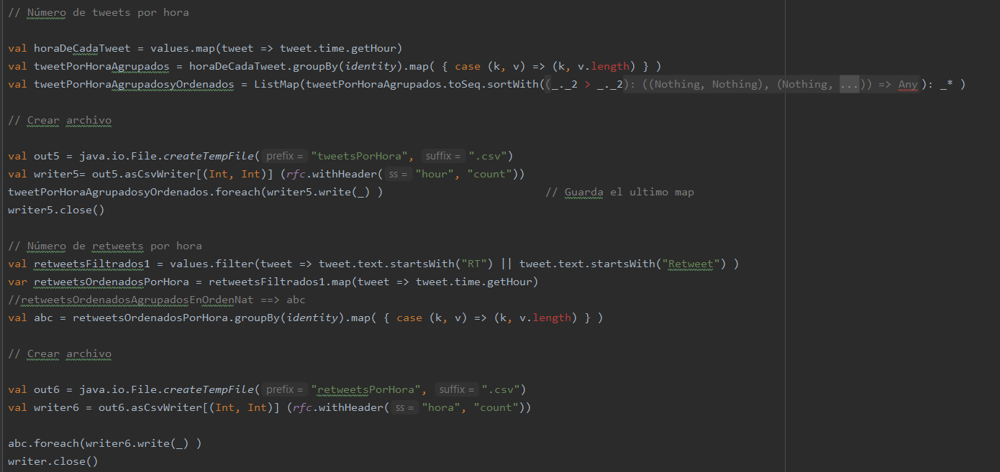 // Número de tweets por hora
val horaDeCadaTweet = values.map(tweet => tweet.time.getHour)
val tweetPorHoraAgrupados = horaDeCadaTweet.groupBy(identity).map( { case (k, v) => (k, v.length) } )
val tweetPorHoraAgrupadosyOrdenados = ListMap(tweetPorHoraAgrupados.toSeq.sortWith((_._2 > _._2): ((Nothing, Nothing), (Nothing, ...)) => Any): _* )
// Crear archivo
val out5 = java.io.File.createTempFile( prefix = "tweetsPorHora", suffix = ".csv")
val writer5= out5.asCsvWriter[(Int, Int)] (rfc.withHeader( ss = "hour", "count"))
tweetPorHoraAgrupadosyOrdenados.foreach(writer5.write(_) ) // Guarda el ultimo map
writer5.close()
// Número de retweets por hora
val retweetsFiltrados1 = values.filter(tweet => tweet.text.startsWith("RT") || tweet.text.startsWith("Retweet") )
var retweetsOrdenadosPorHora = retweetsFiltrados1.map(tweet => tweet.time.getHour)
//retweetsOrdenadosAgrupadosEnOrdenNat ==> abc
val abc = retweetsOrdenadosPorHora.groupBy(identity).map( { case (k, v) => (k, v.length) } )
// Crear archivo
val out6 = java.io.File.createTempFile( prefix = "retweetsPorHora", suffix = ".csv")
val writer6 = out6.asCsvWriter[(Int, Int)] (rfc.withHeader( ss = "hora", "count"))
abc.foreach(writer6.write(_) )
writer.close()